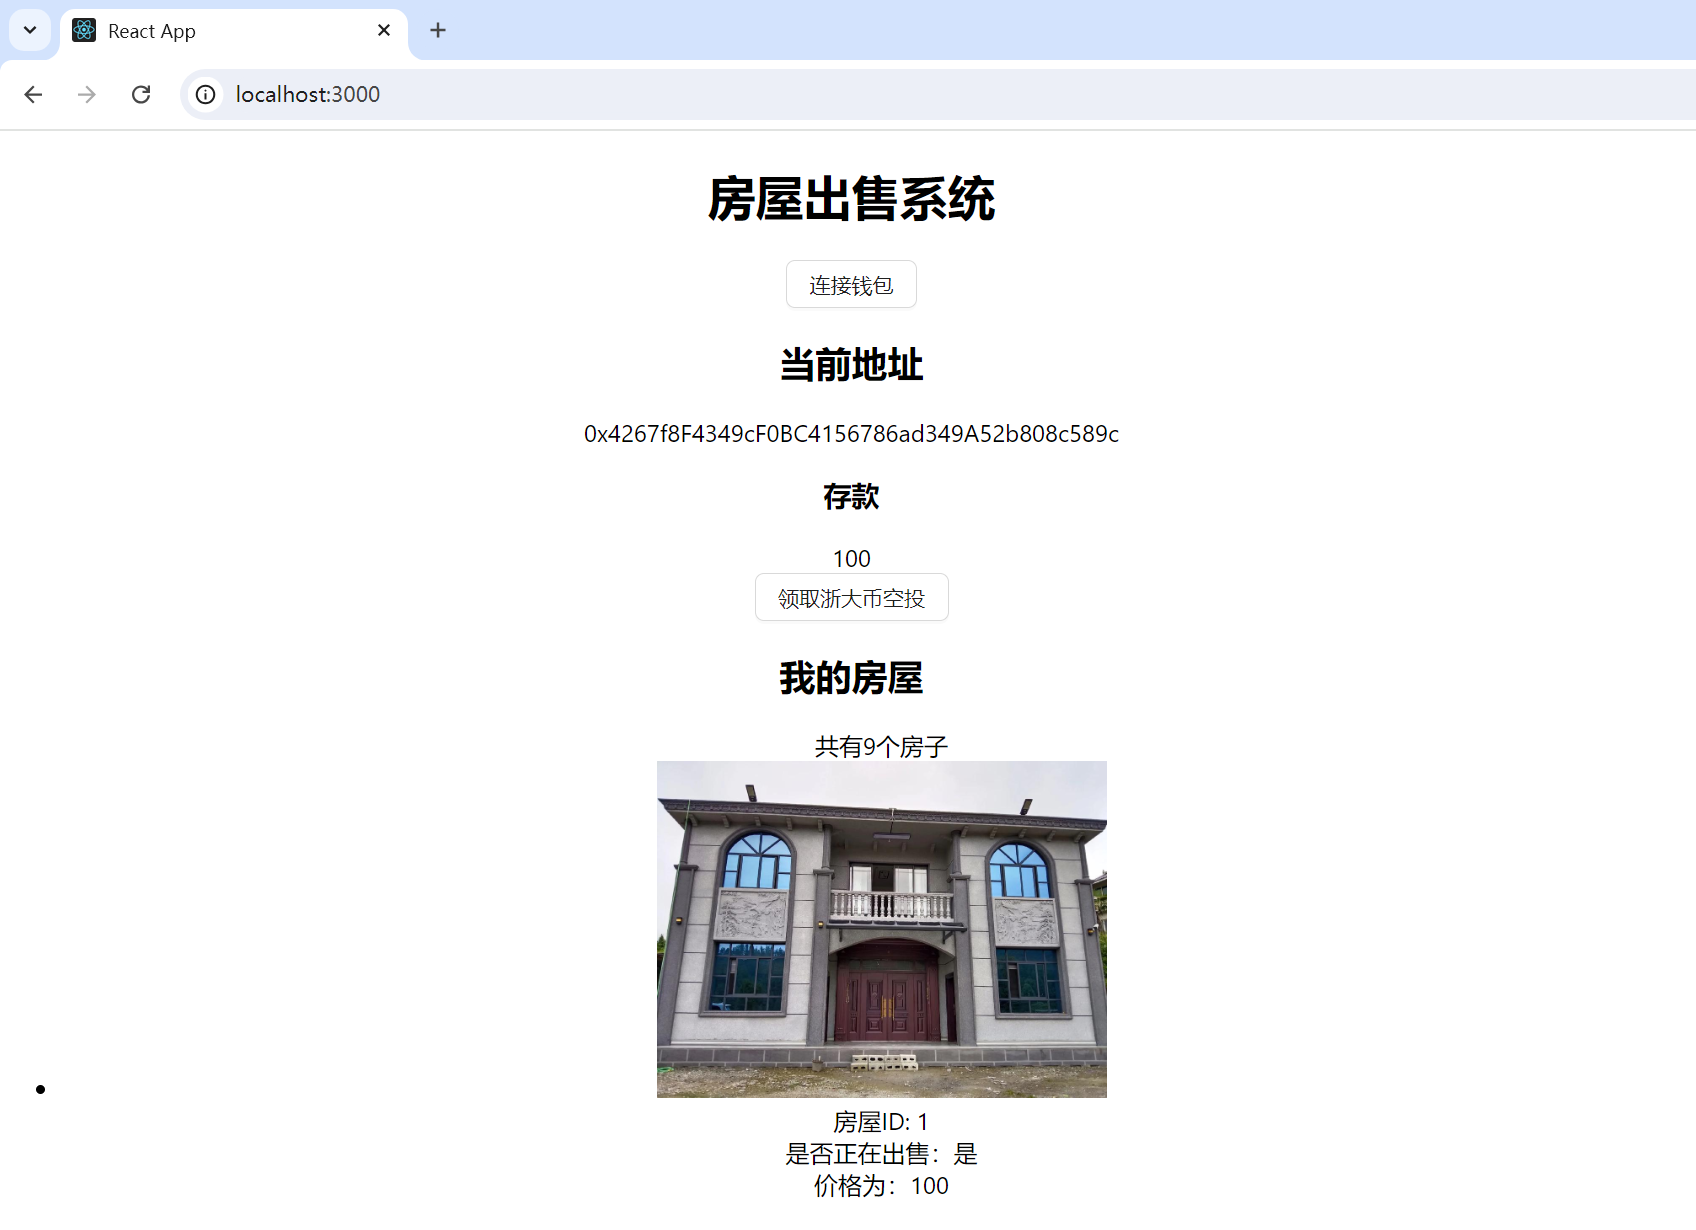 React App
localhost:3000
房屋出售系统
连接钱包
当前地址
0x4267f8F4349cF0BC4156786ad349A52b808c589c
存款
100
领取浙大币空投
我的房屋
共有9个房子
房屋ID: 1
是否正在出售：是
价格为：100